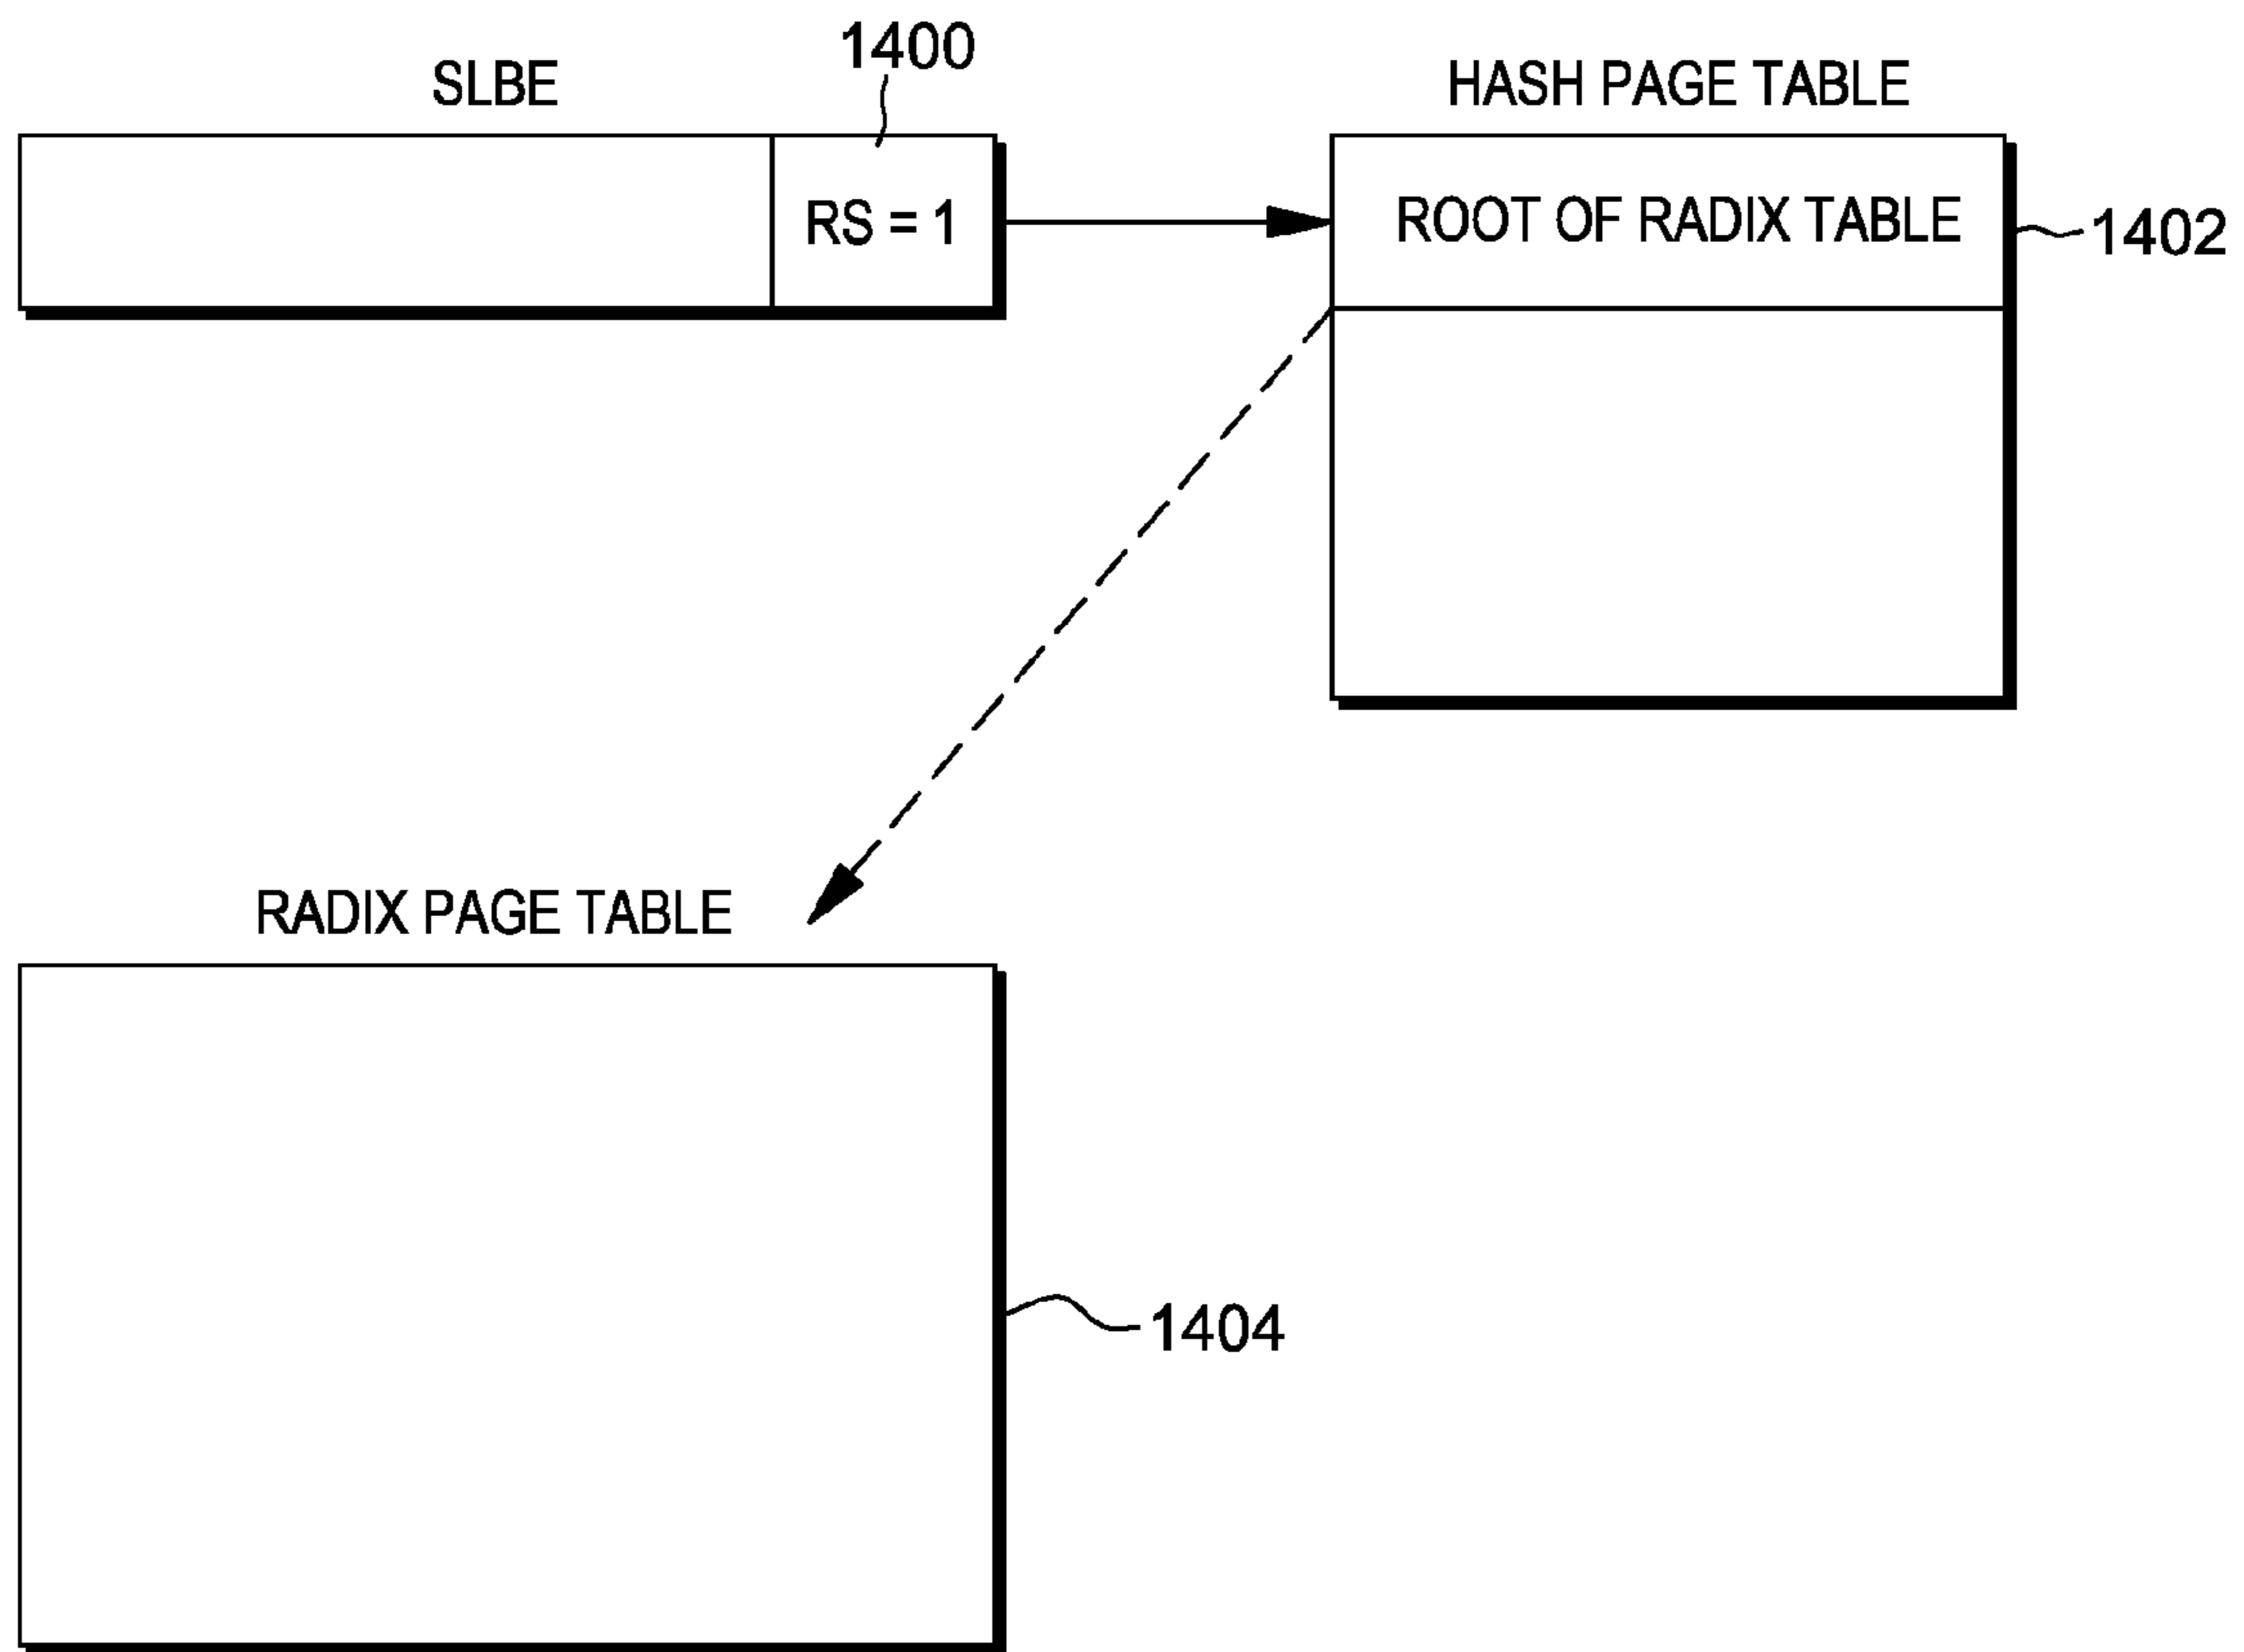 1400
SLBE
HASH PAGE TABLE
RS = 1
ROOT OF RADIX TABLE
1402
RADIX PAGE TABLE
1404